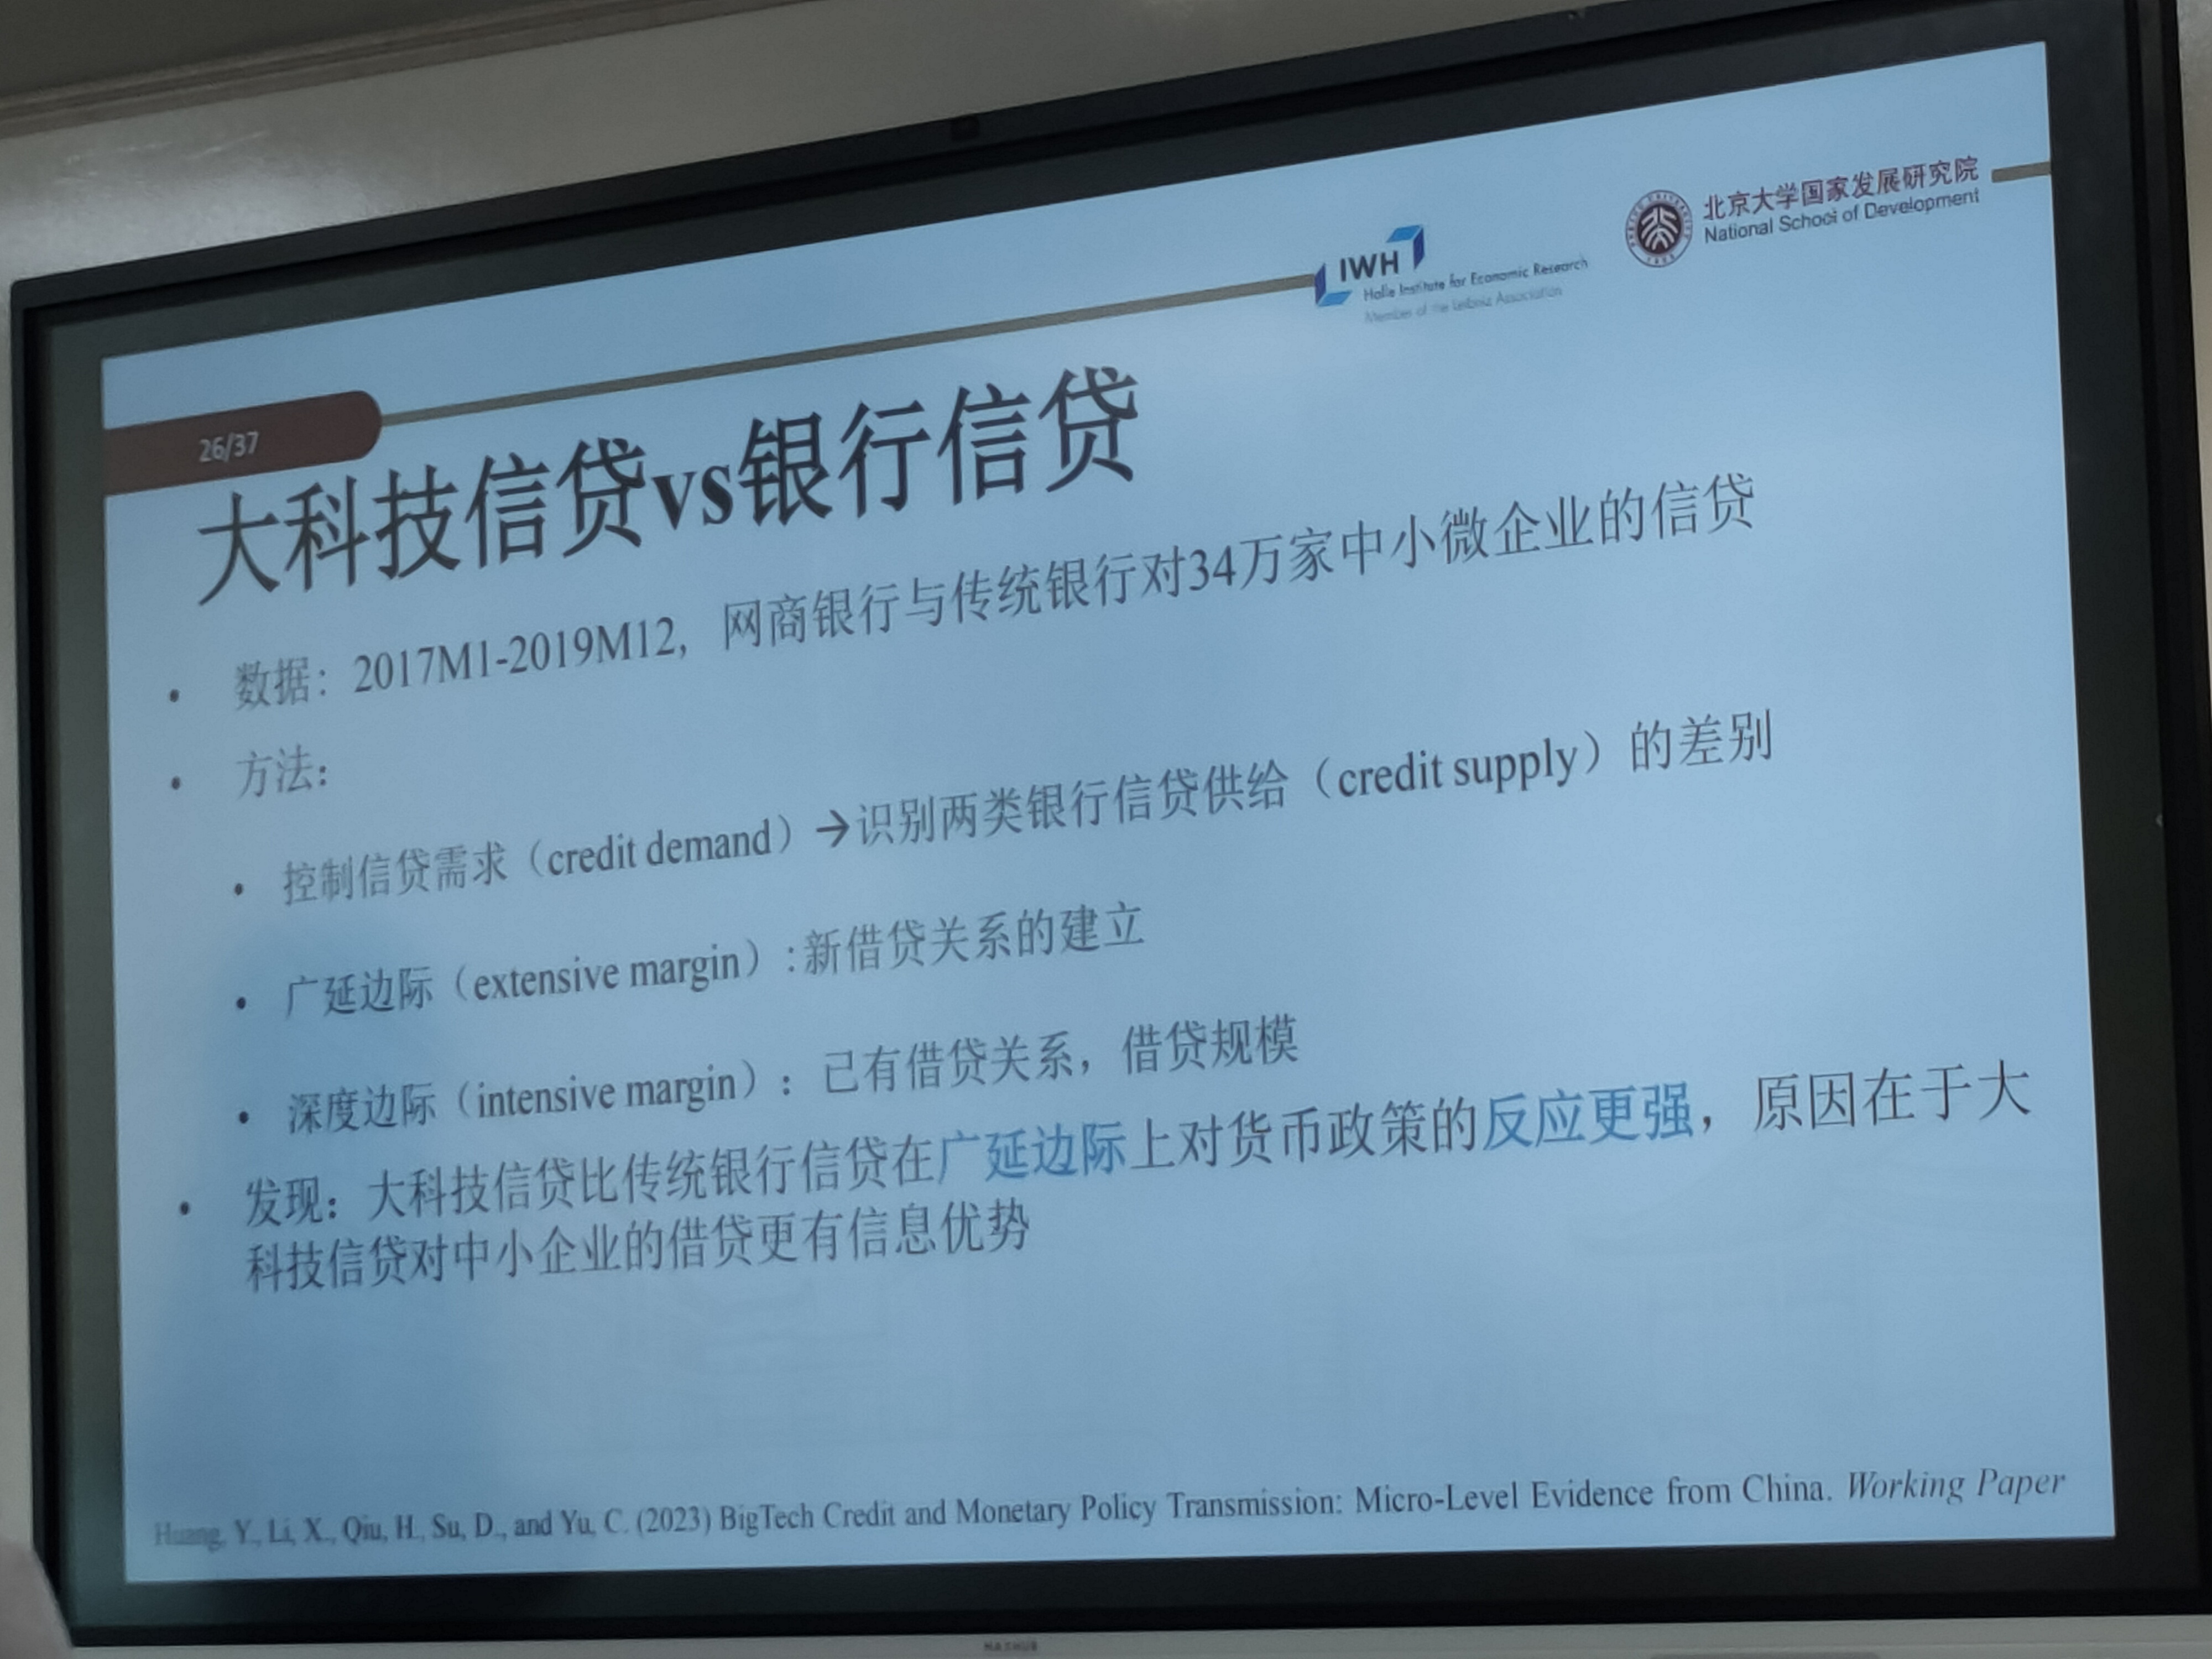 北京大学国家发展研究院
National School of Development
IWH
Halle Institute for Economic Research
Member of the Leibniz Association
26/37
大科技信贷vs银行信贷
• 数据：2017M1-2019M12，网商银行与传统银行对34万家中小微企业的信贷
• 方法：
• 控制信贷需求（credit demand）→识别两类银行信贷供给（credit supply）的差别
• 广延边际（extensive margin）:新借贷关系的建立
• 深度边际（intensive margin）：已有借贷关系，借贷规模
• 发现：大科技信贷比传统银行信贷在广延边际上对货币政策的反应更强，原因在于大
科技信贷对中小企业的借贷更有信息优势
Huang, Y., Li, X., Qiu, H., Su, D., and Yu, C. (2023) BigTech Credit and Monetary Policy Transmission: Micro-Level Evidence from China. Working Paper